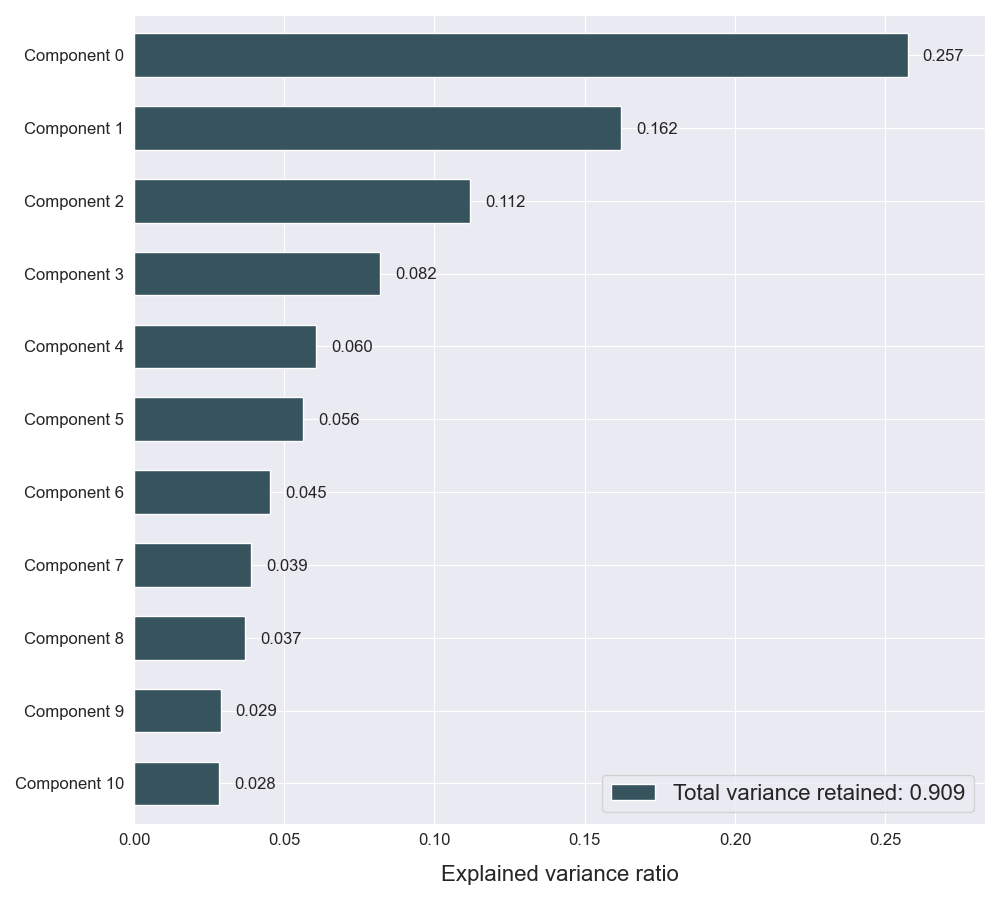 Component 0
0.257
Component 1
0.162
Component 2
0.112
Component 3
0.082
Component 4
0.060
Component 5
0.056
Component 6
0.045
Component 7
0.039
Component 8
0.037
Component 9
0.029
Component 10
0.028
Total variance retained: 0.909
0.00 0.05 0.10 0.15 0.20 0.25
Explained variance ratio